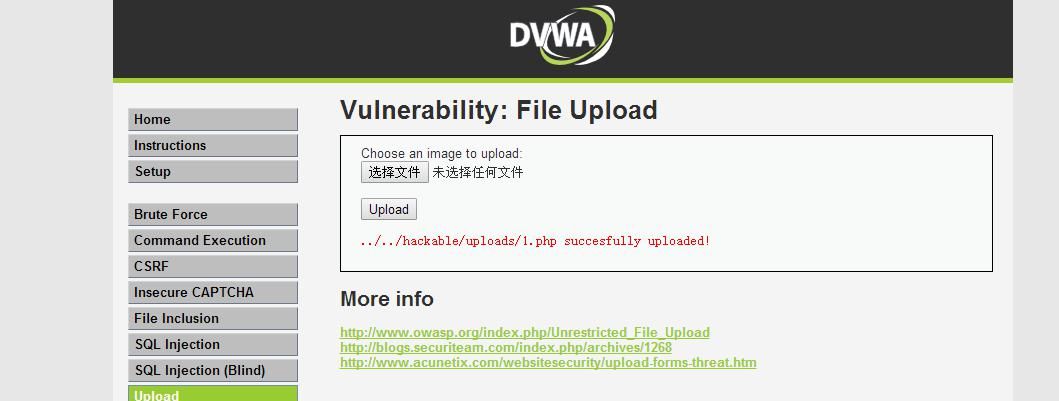 DVWA
Home
Instructions
Setup
Brute Force
Command Execution
CSRF
Insecure CAPTCHA
File Inclusion
SQL Injection
SQL Injection (Blind)
Upload
Vulnerability: File Upload
Choose an image to upload:
选择文件 未选择任何文件
Upload
../../hackable/uploads/1.php succesfully uploaded!
More info
http://www.owasp.org/index.php/Unrestricted_File_Upload
http://blogs.securiteam.com/index.php/archives/1268
http://www.acunetix.com/websitesecurity/upload-forms-threat.htm